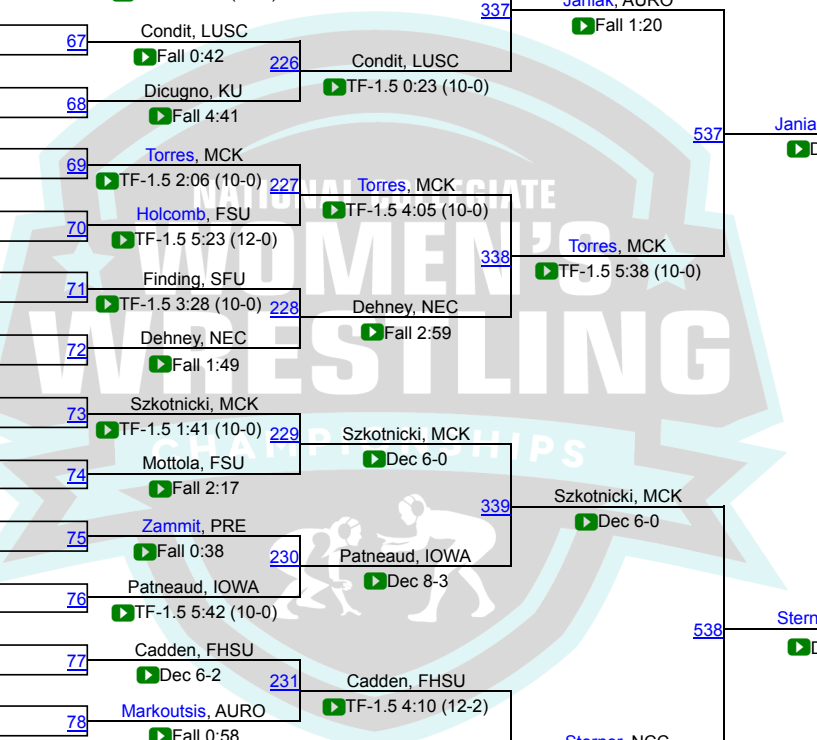 337
Janiak, AURO
Fall 1:20
67
Condit, LUSC
Fall 0:42
226
Condit, LUSC
TF-1.5 0:23 (10-0)
68
Dicugno, KU
Fall 4:41
537
Jania
69
Torres, MCK
TF-1.5 2:06 (10-0)
227
Torres, MCK
TF-1.5 4:05 (10-0)
70
Holcomb, FSU
TF-1.5 5:23 (12-0)
338
Torres, MCK
TF-1.5 5:38 (10-0)
71
Finding, SFU
TF-1.5 3:28 (10-0)
228
Dehney, NEC
Fall 2:59
72
Dehney, NEC
Fall 1:49
73
Szkotnicki, MCK
TF-1.5 1:41 (10-0)
229
Szkotnicki, MCK
Dec 6-0
74
Mottola, FSU
Fall 2:17
339
Szkotnicki, MCK
Dec 6-0
75
Zammit, PRE
Fall 0:38
230
Patneaud, IOWA
Dec 8-3
76
Patneaud, IOWA
TF-1.5 5:42 (10-0)
538
Stern
77
Cadden, FHSU
Dec 6-2
231
Cadden, FHSU
TF-1.5 4:10 (12-2)
78
Markoutsis, AURO
Fall 0:58
NATIONAL COLLEGIATE
WOMEN'S
WRESTLING
CHAMPIONSHIPS